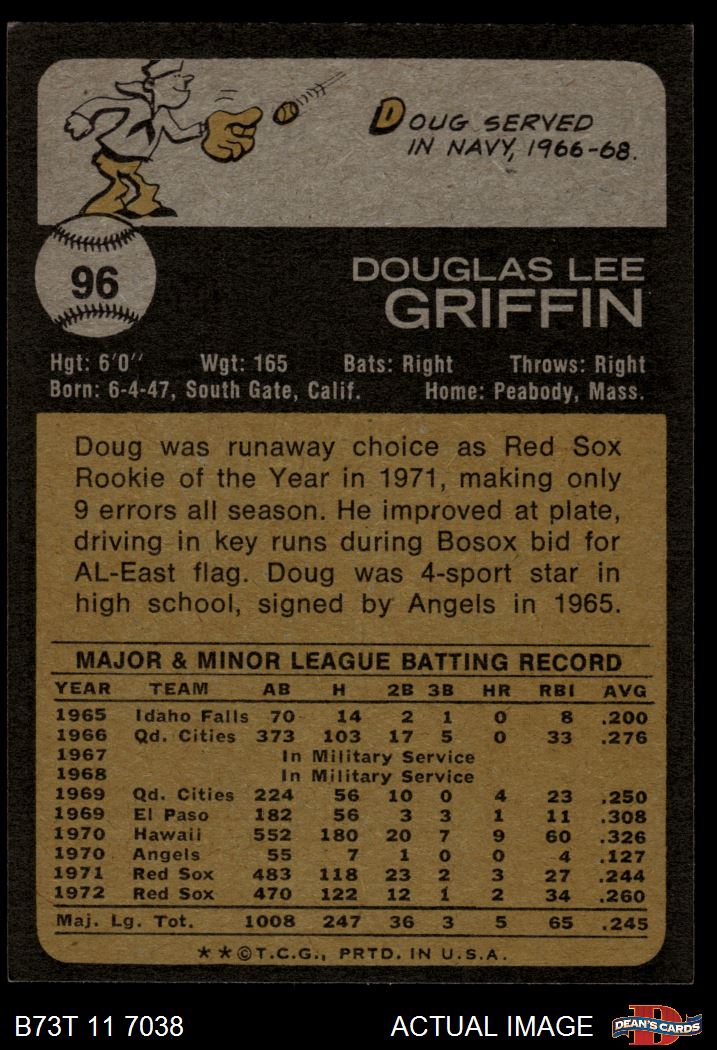 DOUG SERVED
IN NAVY, 1966-68.
96
DOUGLAS LEE
GRIFFIN
Hgt: 6'0" Wgt: 165 Bats: Right Throws: Right
Born: 6-4-47, South Gate, Calif. Home: Peabody, Mass.
Doug was runaway choice as Red Sox
Rookie of the Year in 1971, making only
9 errors all season. He improved at plate,
driving in key runs during Bosox bid for
AL-East flag. Doug was 4-sport star in
high school, signed by Angels in 1965.
MAJOR & MINOR LEAGUE BATTING RECORD
YEAR TEAM AB H 2B 3B HR RBI AVG
1965 Idaho Falls 70 14 2 1 0 8 .200
1966 Qd. Cities 373 103 17 5 0 33 .276
1967 In Military Service
1968 In Military Service
1969 Qd. Cities 224 56 10 0 4 23 .250
1969 El Paso 182 56 3 3 1 11 .308
1970 Hawaii 552 180 20 7 9 60 .326
1970 Angels 55 7 1 0 0 4 .127
1971 Red Sox 483 118 23 2 3 27 .244
1972 Red Sox 470 122 12 1 2 34 .260
Maj. Lg. Tot. 1008 247 36 3 5 65 .245
**©T.C.G., PRTD. IN U.S.A.
B73T 11 7038 ACTUAL IMAGE D DEAN'S CARDS